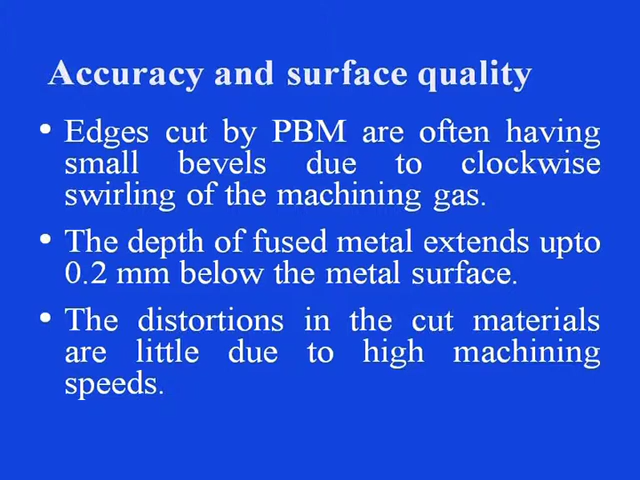 Accuracy and surface quality
• Edges cut by PBM are often having
small bevels due to clockwise
swirling of the machining gas.
• The depth of fused metal extends upto
0.2 mm below the metal surface.
• The distortions in the cut materials
are little due to high machining
speeds.